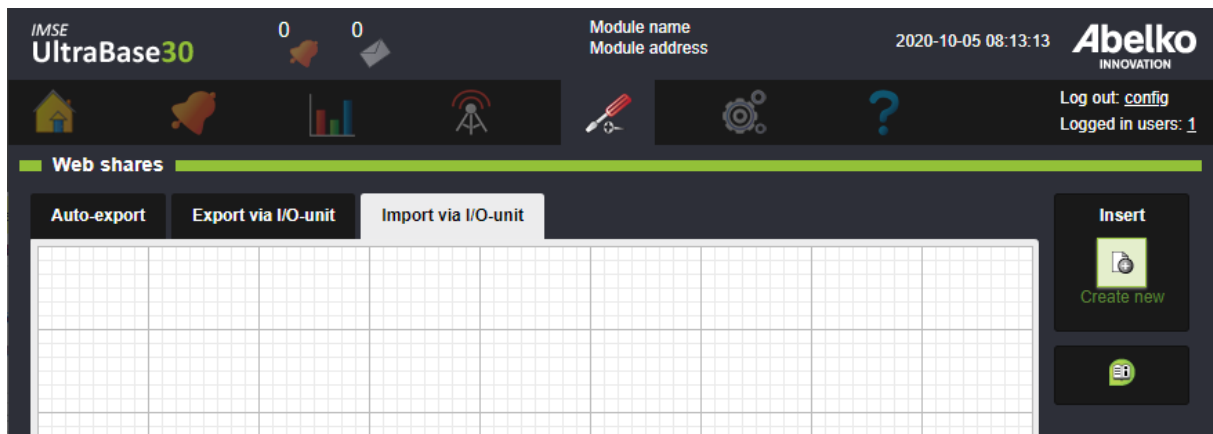 IMSE
UltraBase30
0
0
Module name
Module address
2020-10-05 08:13:13
Abelko
INNOVATION
Log out: config
Logged in users: 1
Web shares
Auto-export
Export via I/O-unit
Import via I/O-unit
Insert
Create new